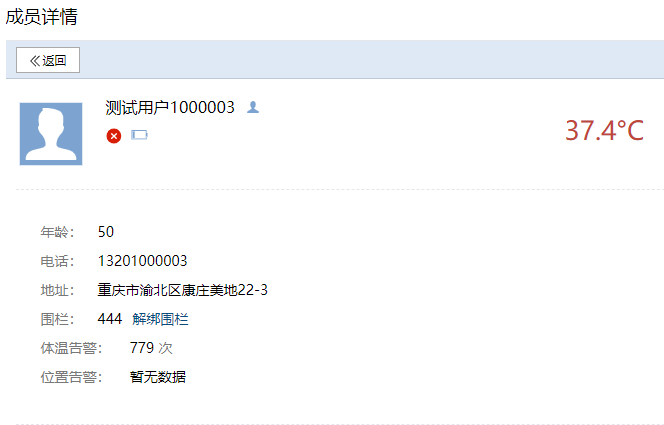 成员详情
返回
测试用户1000003
37.4°C
年龄： 50
电话： 13201000003
地址： 重庆市渝北区康庄美地22-3
围栏： 444 解绑围栏
体温告警： 779 次
位置告警： 暂无数据